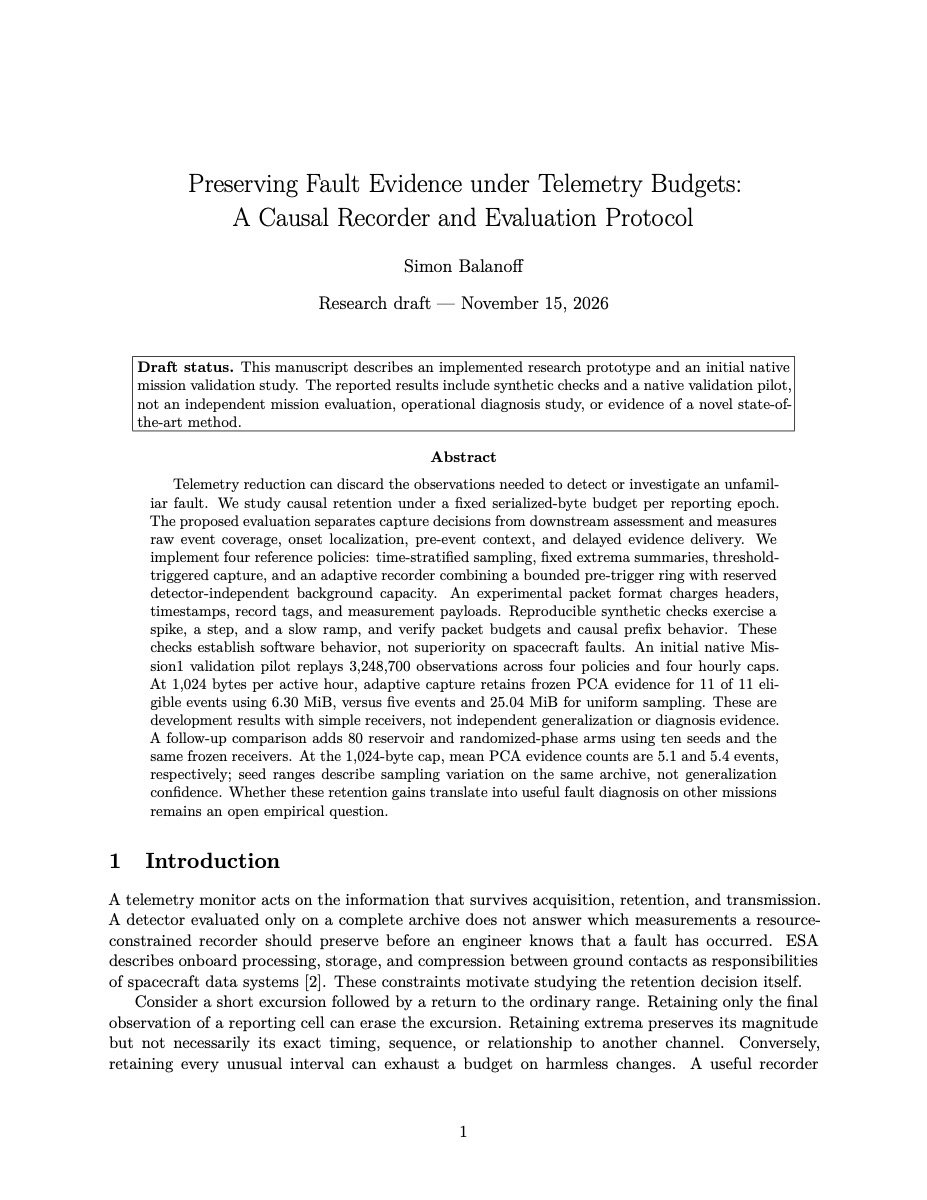 Preserving Fault Evidence under Telemetry Budgets:
A Causal Recorder and Evaluation Protocol
Simon Balanoff
Research draft — November 15, 2026
Draft status. This manuscript describes an implemented research prototype and an initial native
mission validation study. The reported results include synthetic checks and a native validation pilot,
not an independent mission evaluation, operational diagnosis study, or evidence of a novel state-of-
the-art method.
Abstract
Telemetry reduction can discard the observations needed to detect or investigate an unfamil-
iar fault. We study causal retention under a fixed serialized-byte budget per reporting epoch.
The proposed evaluation separates capture decisions from downstream assessment and measures
raw event coverage, onset localization, pre-event context, and delayed evidence delivery. We
implement four reference policies: time-stratified sampling, fixed extrema summaries, threshold-
triggered capture, and an adaptive recorder combining a bounded pre-trigger ring with reserved
detector-independent background capacity. An experimental packet format charges headers,
timestamps, record tags, and measurement payloads. Reproducible synthetic checks exercise a
spike, a step, and a slow ramp, and verify packet budgets and causal prefix behavior. These
checks establish software behavior, not superiority on spacecraft faults. An initial native Mis-
sion1 validation pilot replays 3,248,700 observations across four policies and four hourly caps.
At 1,024 bytes per active hour, adaptive capture retains frozen PCA evidence for 11 of 11 eli-
gible events using 6.30 MiB, versus five events and 25.04 MiB for uniform sampling. These are
development results with simple receivers, not independent generalization or diagnosis evidence.
A follow-up comparison adds 80 reservoir and randomized-phase arms using ten seeds and the
same frozen receivers. At the 1,024-byte cap, mean PCA evidence counts are 5.1 and 5.4 events,
respectively; seed ranges describe sampling variation on the same archive, not generalization
confidence. Whether these retention gains translate into useful fault diagnosis on other missions
remains an open empirical question.
1 Introduction
A telemetry monitor acts on the information that survives acquisition, retention, and transmission.
A detector evaluated only on a complete archive does not answer which measurements a resource-
constrained recorder should preserve before an engineer knows that a fault has occurred. ESA
describes onboard processing, storage, and compression between ground contacts as responsibilities
of spacecraft data systems [2]. These constraints motivate studying the retention decision itself.
Consider a short excursion followed by a return to the ordinary range. Retaining only the final
observation of a reporting cell can erase the excursion. Retaining extrema preserves its magnitude
but not necessarily its exact timing, sequence, or relationship to another channel. Conversely,
retaining every unusual interval can exhaust a budget on harmless changes. A useful recorder
1